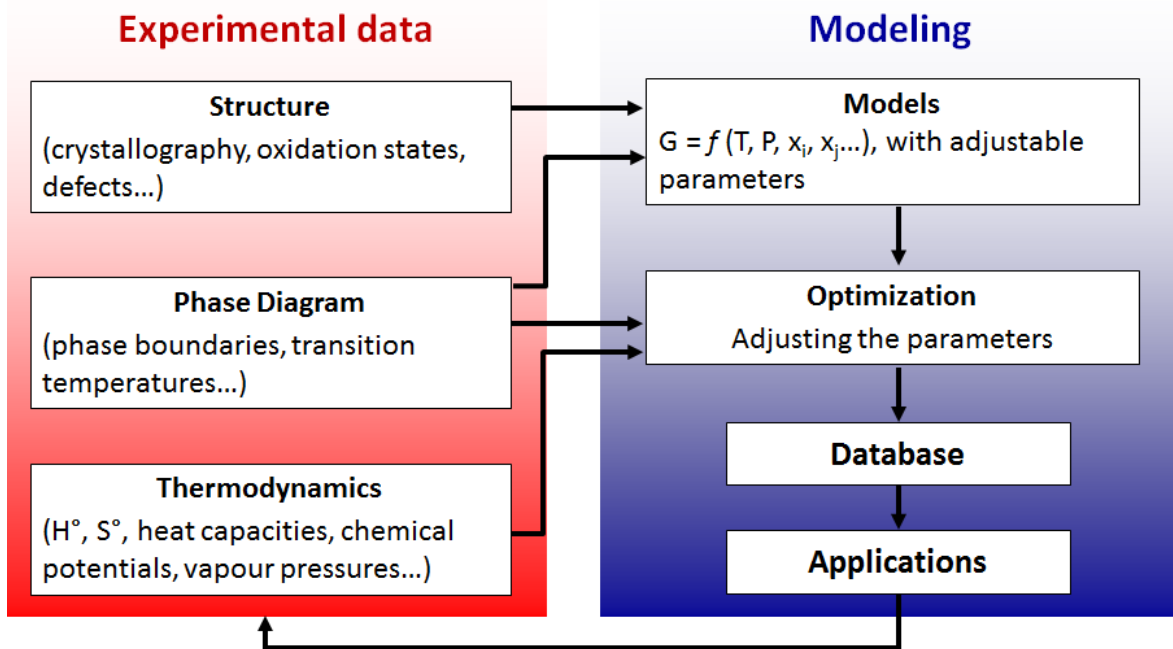 Experimental data
Structure
(crystallography, oxidation states,
defects...)
Phase Diagram
(phase boundaries, transition
temperatures...)
Thermodynamics
(H°, S°, heat capacities, chemical
potentials, vapour pressures...)
Modeling
Models
G = f (T, P, xᵢ, xⱼ...), with adjustable
parameters
Optimization
Adjusting the parameters
Database
Applications